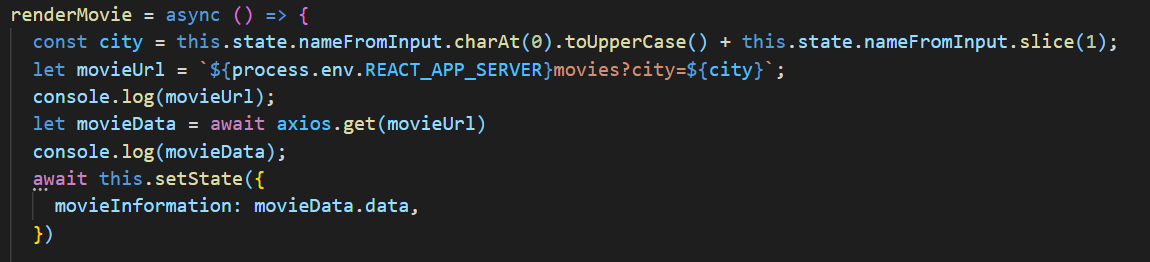 renderMovie = async () => {
  const city = this.state.nameFromInput.charAt(0).toUpperCase() + this.state.nameFromInput.slice(1);
  let movieUrl = `${process.env.REACT_APP_SERVER}movies?city=${city}`;
  console.log(movieUrl);
  let movieData = await axios.get(movieUrl)
  console.log(movieData);
  await this.setState({
    movieInformation: movieData.data,
  })